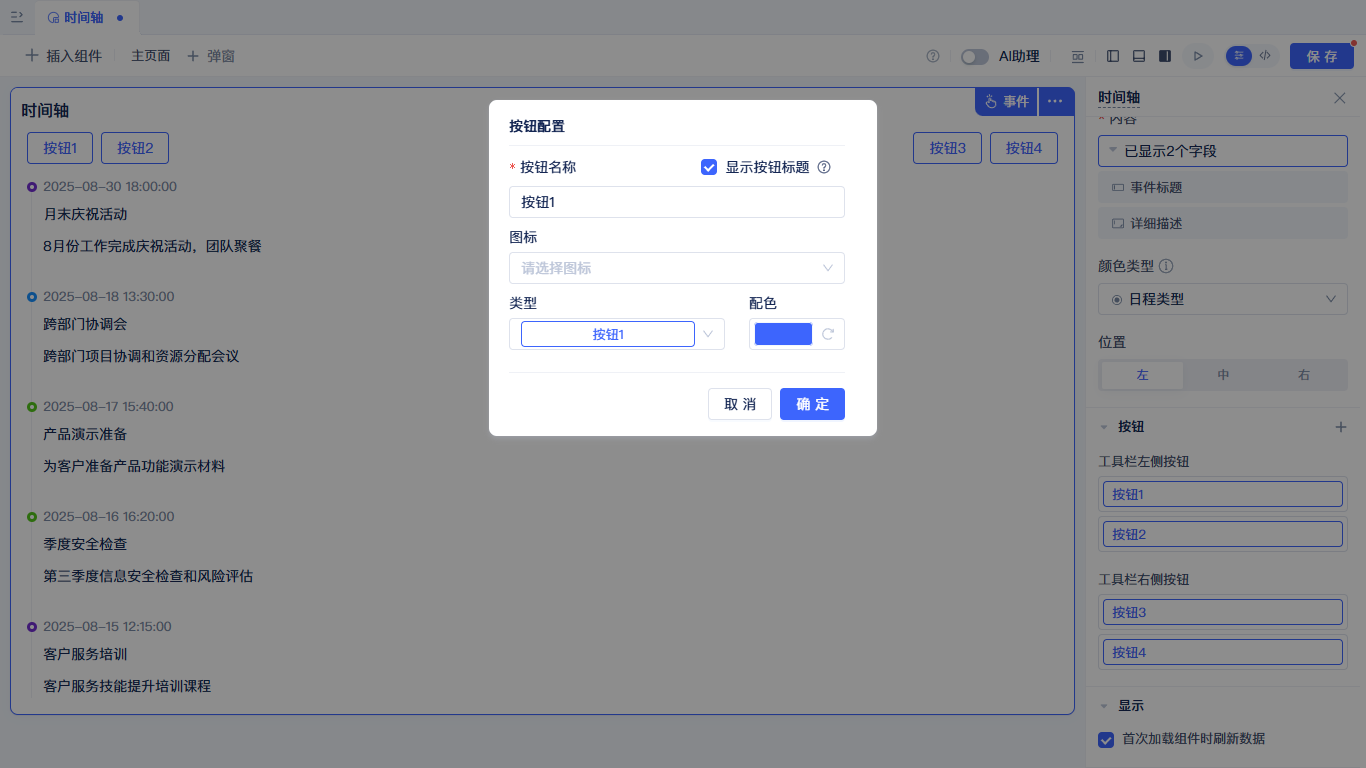 时间轴
插入组件
主页面
弹窗
AI助理
保 存
时间轴
事件
按钮1
按钮2
按钮3
按钮4
2025-08-30 18:00:00
月末庆祝活动
8月份工作完成庆祝活动，团队聚餐
2025-08-18 13:30:00
跨部门协调会
跨部门项目协调和资源分配会议
2025-08-17 15:40:00
产品演示准备
为客户准备产品功能演示材料
2025-08-16 16:20:00
季度安全检查
第三季度信息安全检查和风险评估
2025-08-15 12:15:00
客户服务培训
客户服务技能提升培训课程
按钮配置
* 按钮名称
显示按钮标题
按钮1
图标
请选择图标
类型
配色
按钮1
取 消
确 定
时间轴
* 内容
已显示2个字段
事件标题
详细描述
颜色类型
日程类型
位置
左
中
右
按钮
工具栏左侧按钮
按钮1
按钮2
工具栏右侧按钮
按钮3
按钮4
显示
首次加载组件时刷新数据